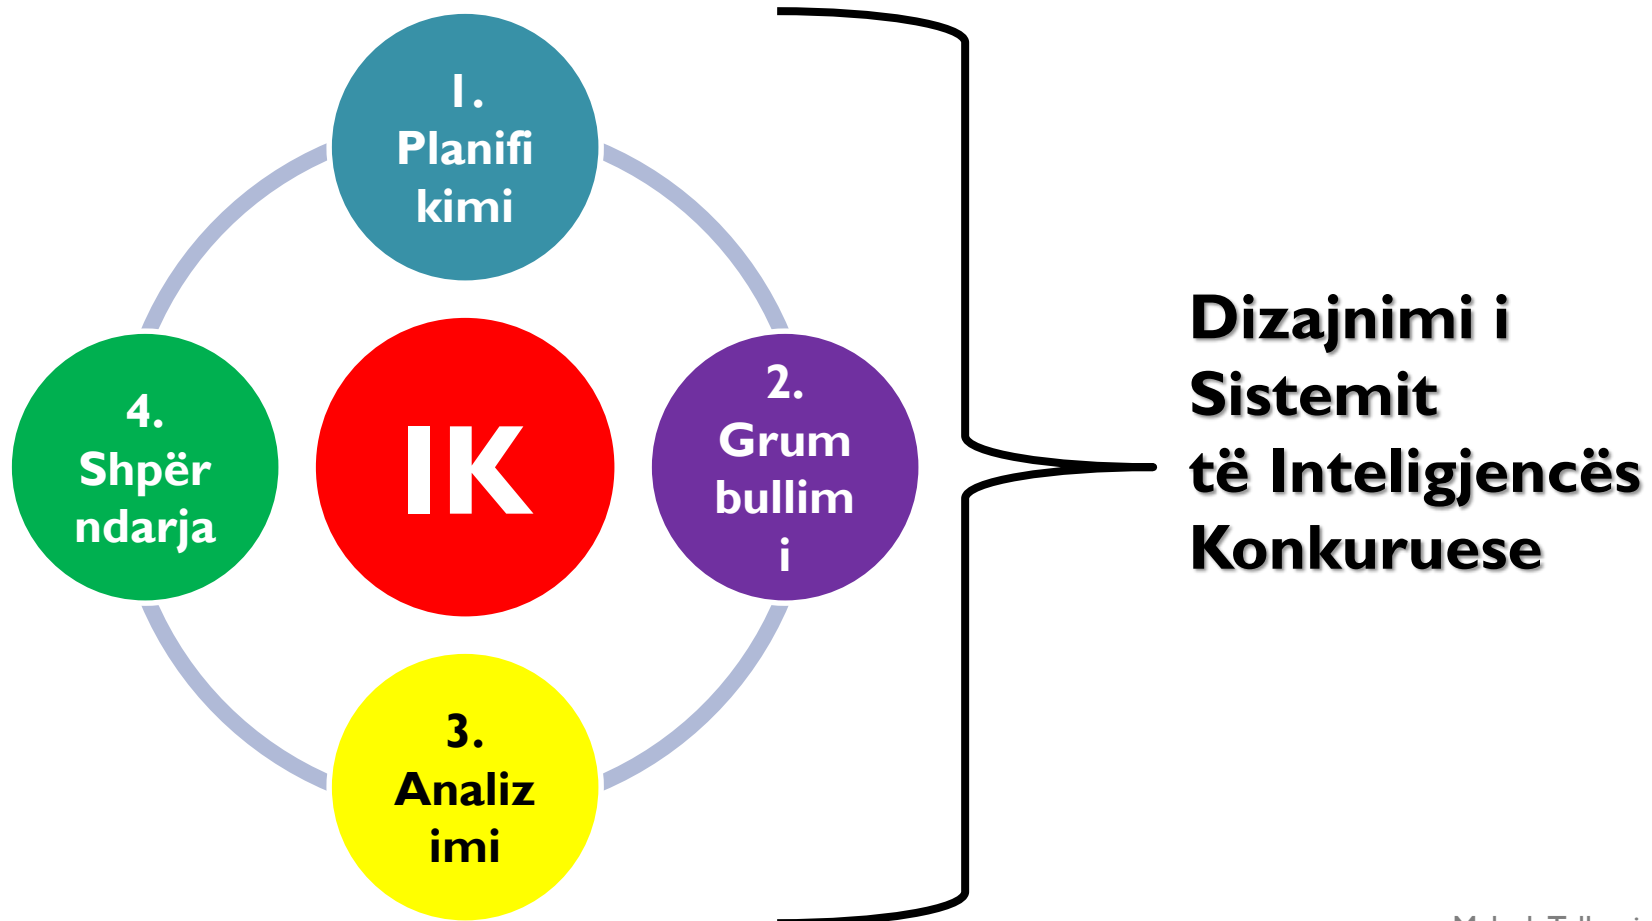 1.
Planifi
kimi
2.
Grum
bullim
i
3.
Analiz
imi
4.
Shpër
ndarja
IK
Dizajnimi i
Sistemit
të Inteligjencës
Konkuruese